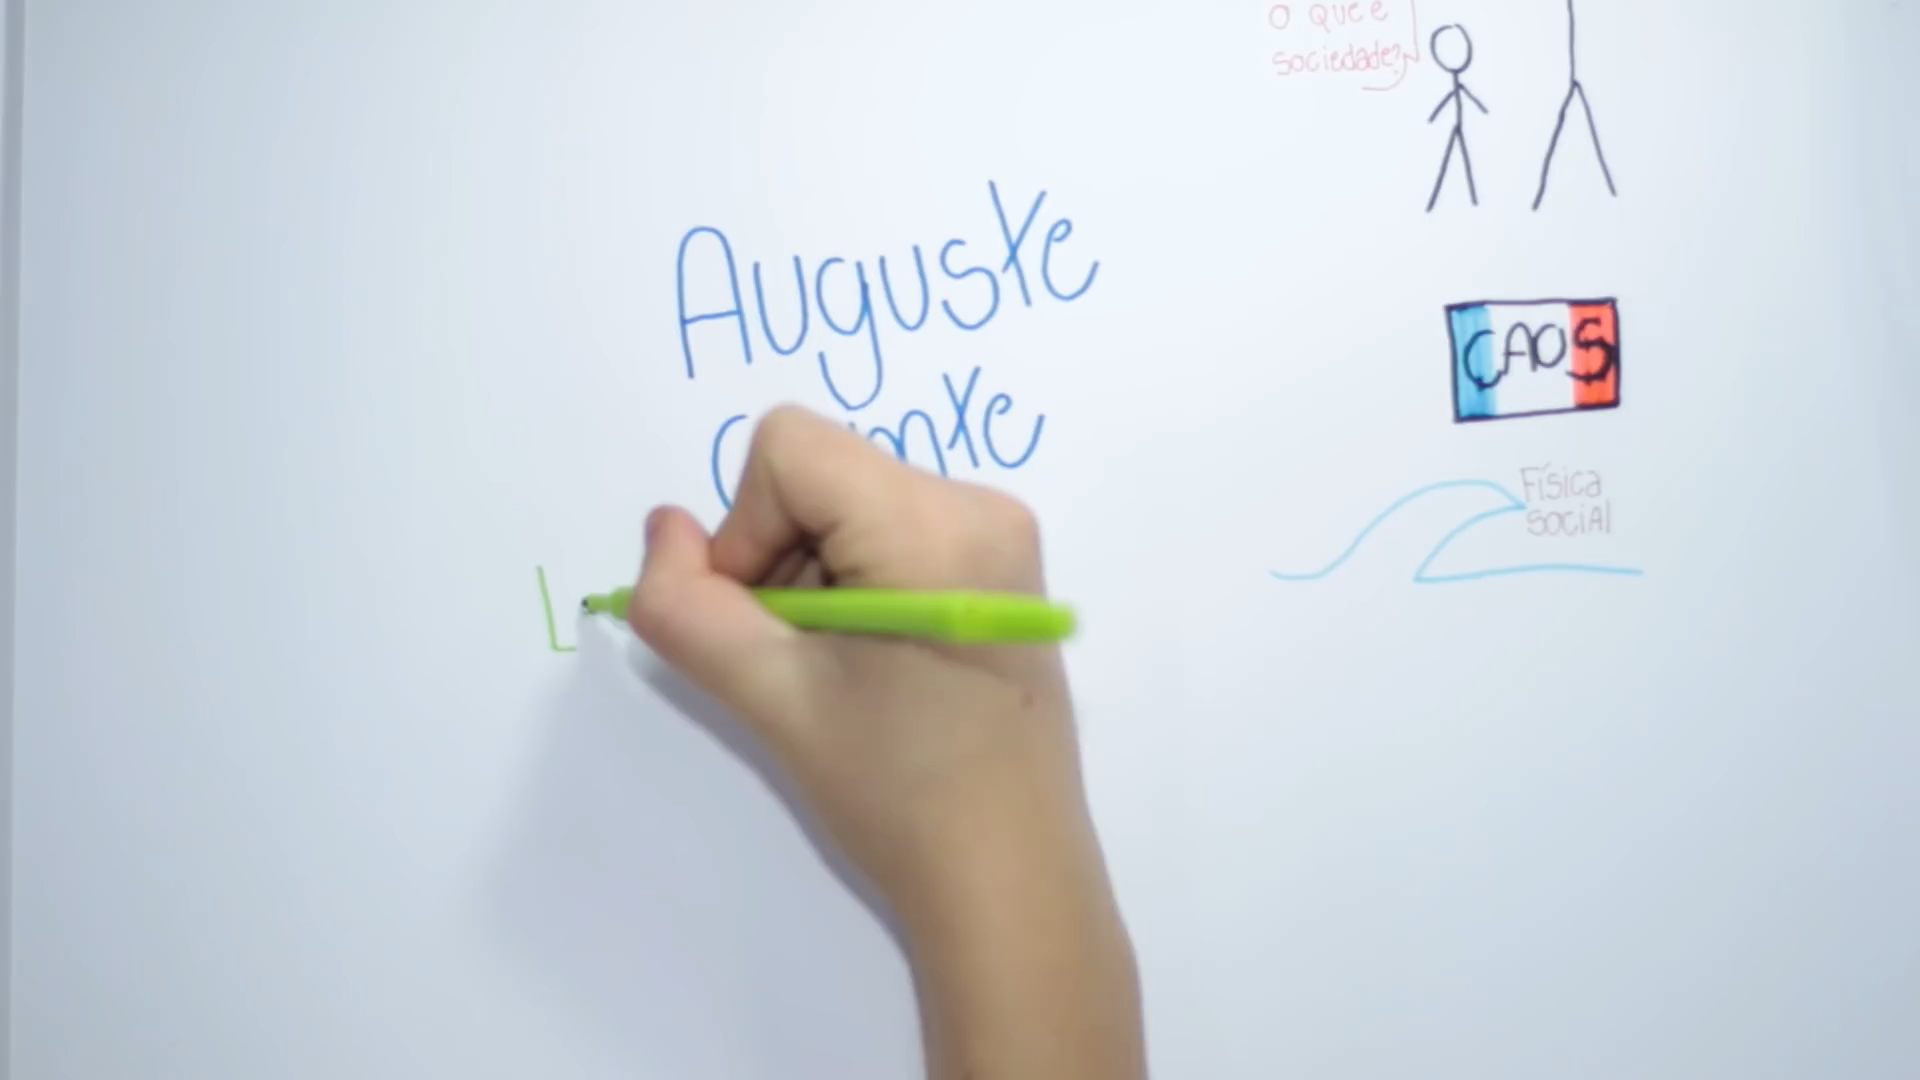 O que é
sociedade?
Auguste
CAOS
Física
social